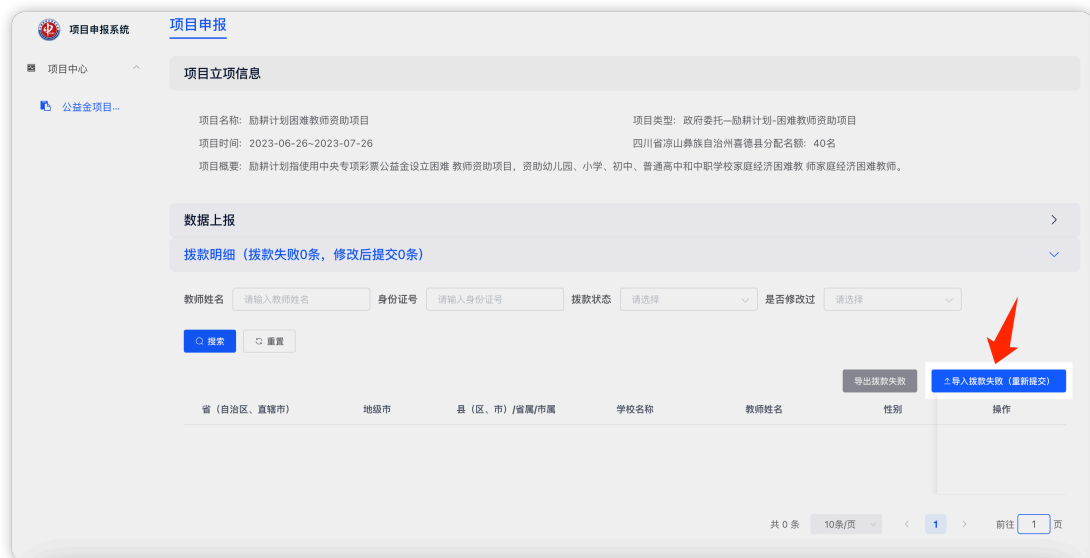 项目申报系统
项目申报
项目中心
公益金项目...
项目立项信息
项目名称: 励耕计划困难教师资助项目
项目类型: 政府委托—励耕计划-困难教师资助项目
项目时间: 2023-06-26~2023-07-26
四川省凉山彝族自治州喜德县分配名额: 40名
项目概要: 励耕计划指使用中央专项彩票公益金设立困难 教师资助项目，资助幼儿园、小学、初中、普通高中和中职学校家庭经济困难教 师家庭经济困难教师。
数据上报
拨款明细（拨款失败0条，修改后提交0条）
教师姓名 请输入教师姓名 身份证号 请输入身份证号 拨款状态 请选择 是否修改过 请选择
搜索 重置
导出拨款失败 导入拨款失败（重新提交）
省（自治区、直辖市） 地级市 县（区、市）/省属/市属 学校名称 教师姓名 性别 操作
共 0 条 10条/页 1 前往 1 页